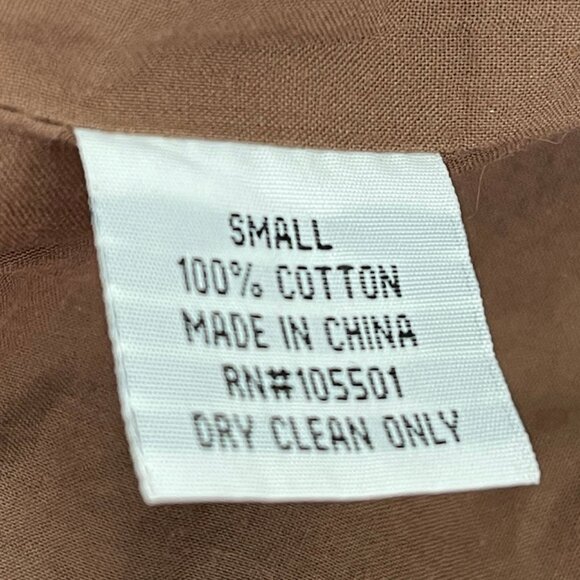 SMALL
100% COTTON
MADE IN CHINA
RN#105501
DRY CLEAN ONLY